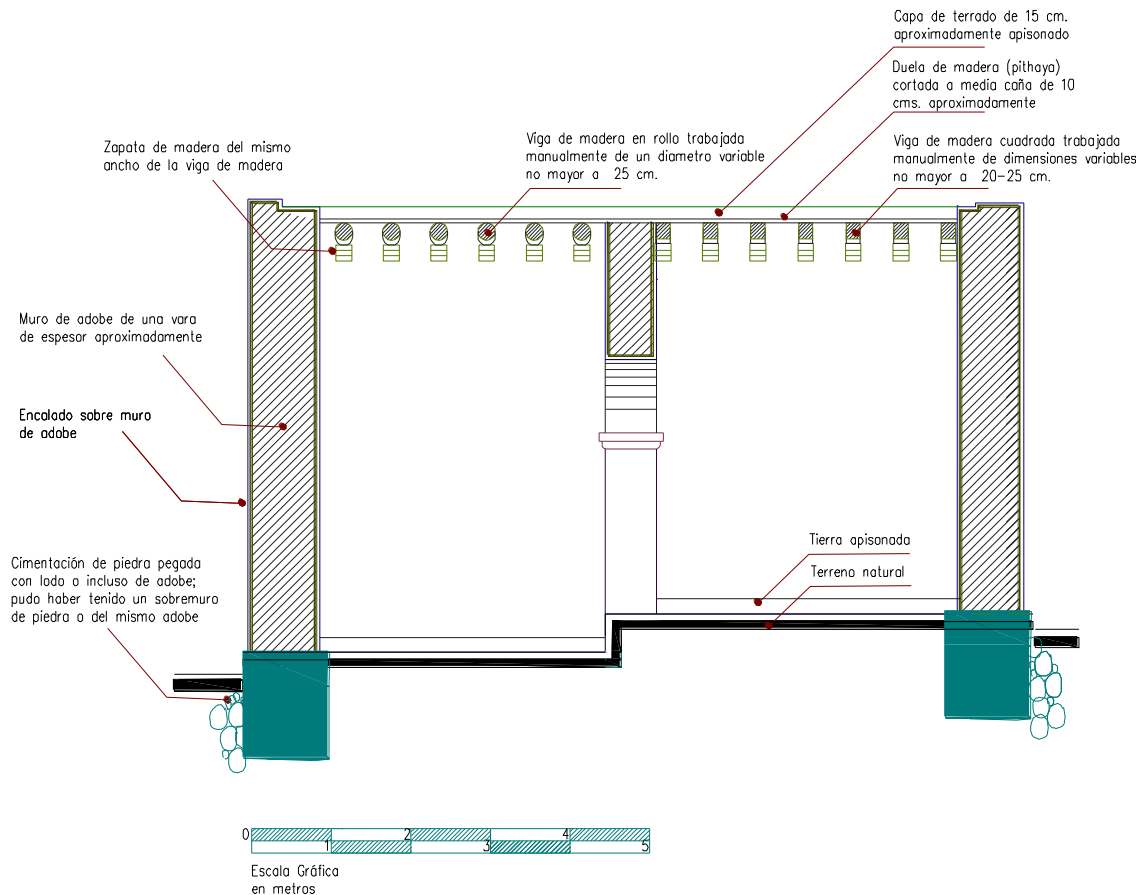 Capa de terrado de 15 cm.
aproximadamente apisonado
Duela de madera (pithaya)
cortada a media caña de 10
cms. aproximadamente
Zapata de madera del mismo
ancho de la viga de madera
Viga de madera en rollo trabajada
manualmente de un diametro variable
no mayor a 25 cm.
Viga de madera cuadrada trabajada
manualmente de dimensiones variables
no mayor a 20-25 cm.
Muro de adobe de una vara
de espesor aproximadamente
Encalado sobre muro
de adobe
Cimentación de piedra pegada
con lodo o incluso de adobe;
pudo haber tenido un sobremuro
de piedra o del mismo adobe
Tierra apisonada
Terreno natural
0 2 4
1 3 5
Escala Gráfica
en metros